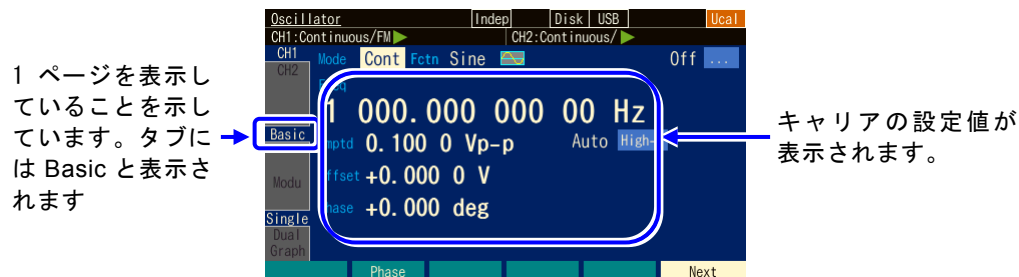 Oscillator Indep Disk USB Ucal
CH1:Continuous/FM CH2:Continuous/
CH1 Mode Cont Fctn Sine Off ...
CH2
1 000.000 000 00 Hz
Basic 0.100 0 Vp-p Auto High-
Modu +0.000 0 V
+0.000 deg
Single
Dual
Graph
Phase Next
1 ページを表示し
ていることを示し
ています。タブに
は Basic と表示さ
れます
キャリアの設定値が
表示されます。